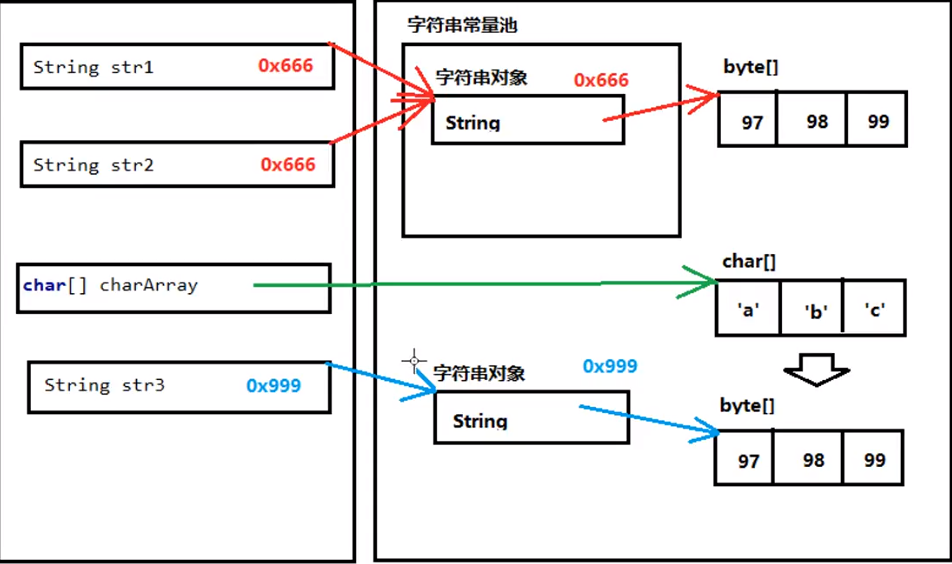 字符串常量池
String str1 0x666
字符串对象 0x666
byte[]
String
97 98 99
String str2 0x666
char[] charArray
char[]
'a' 'b' 'c'
String str3 0x999
字符串对象 0x999
byte[]
String
97 98 99